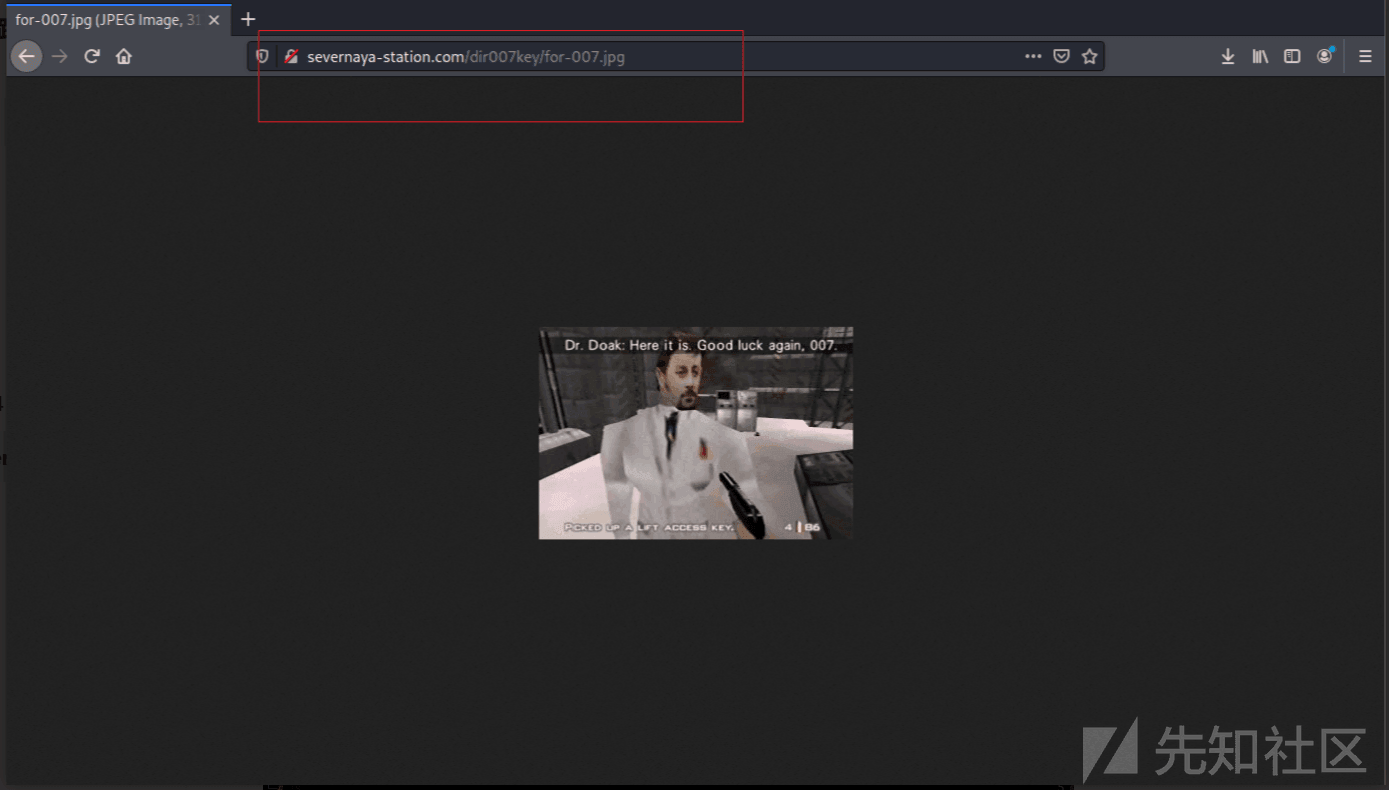 for-007.jpg (JPEG Image, 31
severnaya-station.com/dir007key/for-007.jpg
Dr. Doak: Here it is. Good luck again, 007.
PICKED UP A LIFT ACCESS KEY.
4 86
先知社区